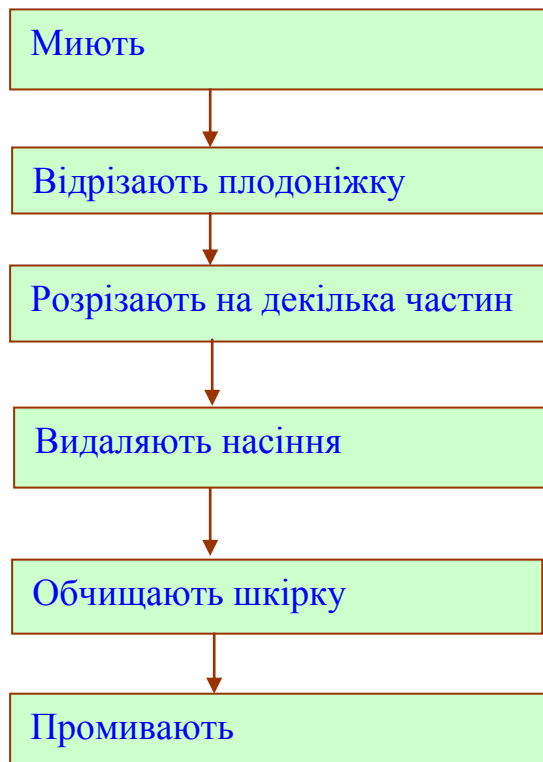 Миють
Відрізають плодоніжку
Розрізають на декілька частин
Видаляють насіння
Обчищають шкірку
Промивають